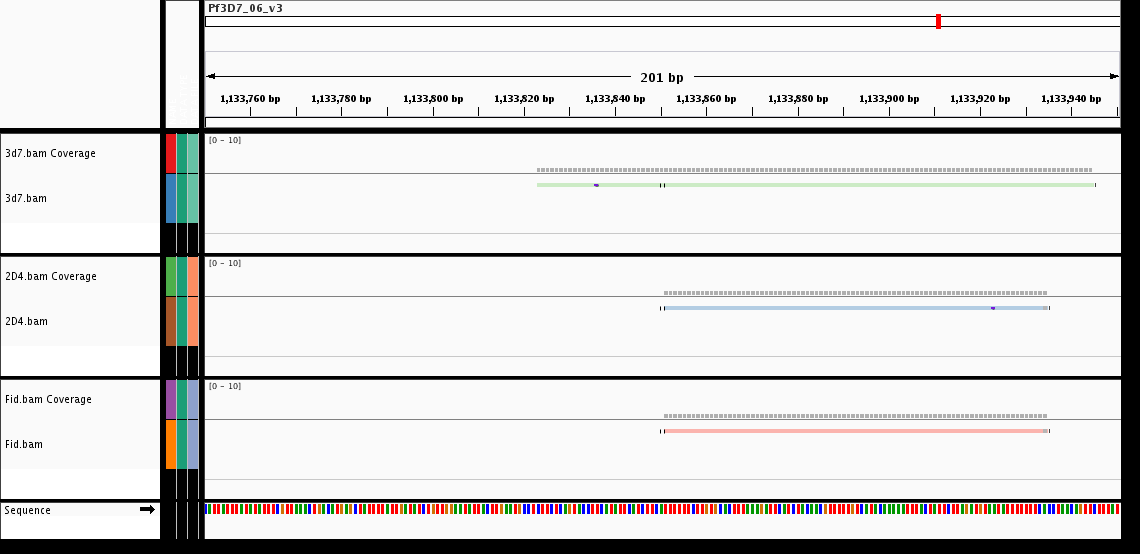 Pf3D7_06_v3
201 bp
1,133,760 bp 1,133,780 bp 1,133,800 bp 1,133,820 bp 1,133,840 bp 1,133,860 bp 1,133,880 bp 1,133,900 bp 1,133,920 bp 1,133,940 bp
[0 - 10]
3d7.bam Coverage
3d7.bam
[0 - 10]
2D4.bam Coverage
2D4.bam
[0 - 10]
Fid.bam Coverage
Fid.bam
Sequence